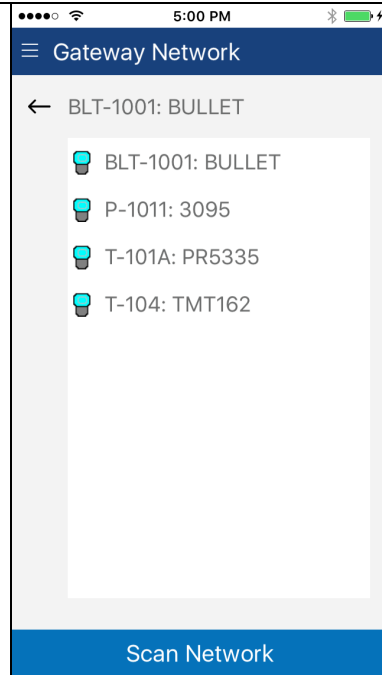 5:00 PM
Gateway Network
BLT-1001: BULLET
BLT-1001: BULLET
P-1011: 3095
T-101A: PR5335
T-104: TMT162
Scan Network